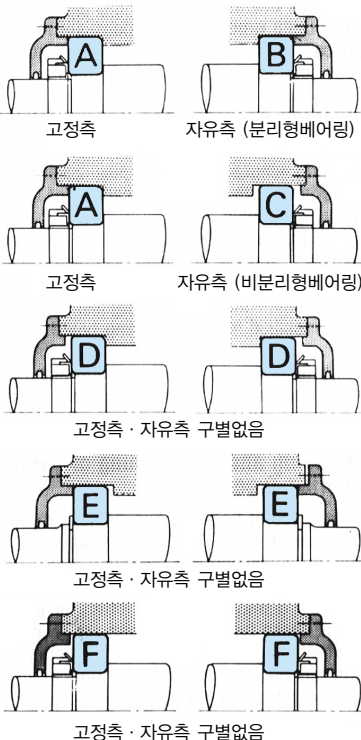 A B
고정측 자유측 (분리형베어링)
A C
고정측 자유측 (비분리형베어링)
D D
고정측 · 자유측 구별없음
E E
고정측 · 자유측 구별없음
F F
고정측 · 자유측 구별없음